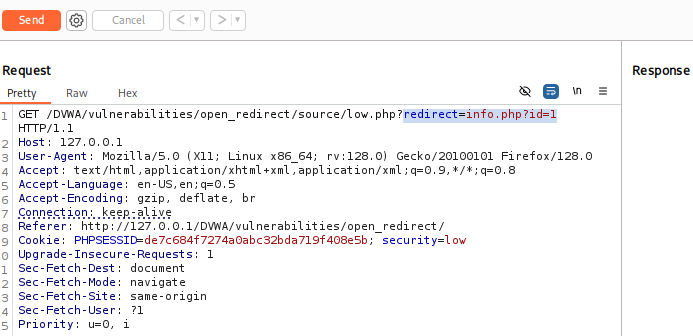 Send Cancel < >
Request Response
Pretty Raw Hex \n
1 GET /DVWA/vulnerabilities/open_redirect/source/low.php?redirect=info.php?id=1
HTTP/1.1
2 Host: 127.0.0.1
3 User-Agent: Mozilla/5.0 (X11; Linux x86_64; rv:128.0) Gecko/20100101 Firefox/128.0
4 Accept: text/html,application/xhtml+xml,application/xml;q=0.9,*/*;q=0.8
5 Accept-Language: en-US,en;q=0.5
6 Accept-Encoding: gzip, deflate, br
7 Connection: keep-alive
8 Referer: http://127.0.0.1/DVWA/vulnerabilities/open_redirect/
9 Cookie: PHPSESSID=de7c684f7274a0abc32bda719f408e5b; security=low
0 Upgrade-Insecure-Requests: 1
1 Sec-Fetch-Dest: document
2 Sec-Fetch-Mode: navigate
3 Sec-Fetch-Site: same-origin
4 Sec-Fetch-User: ?1
5 Priority: u=0, i